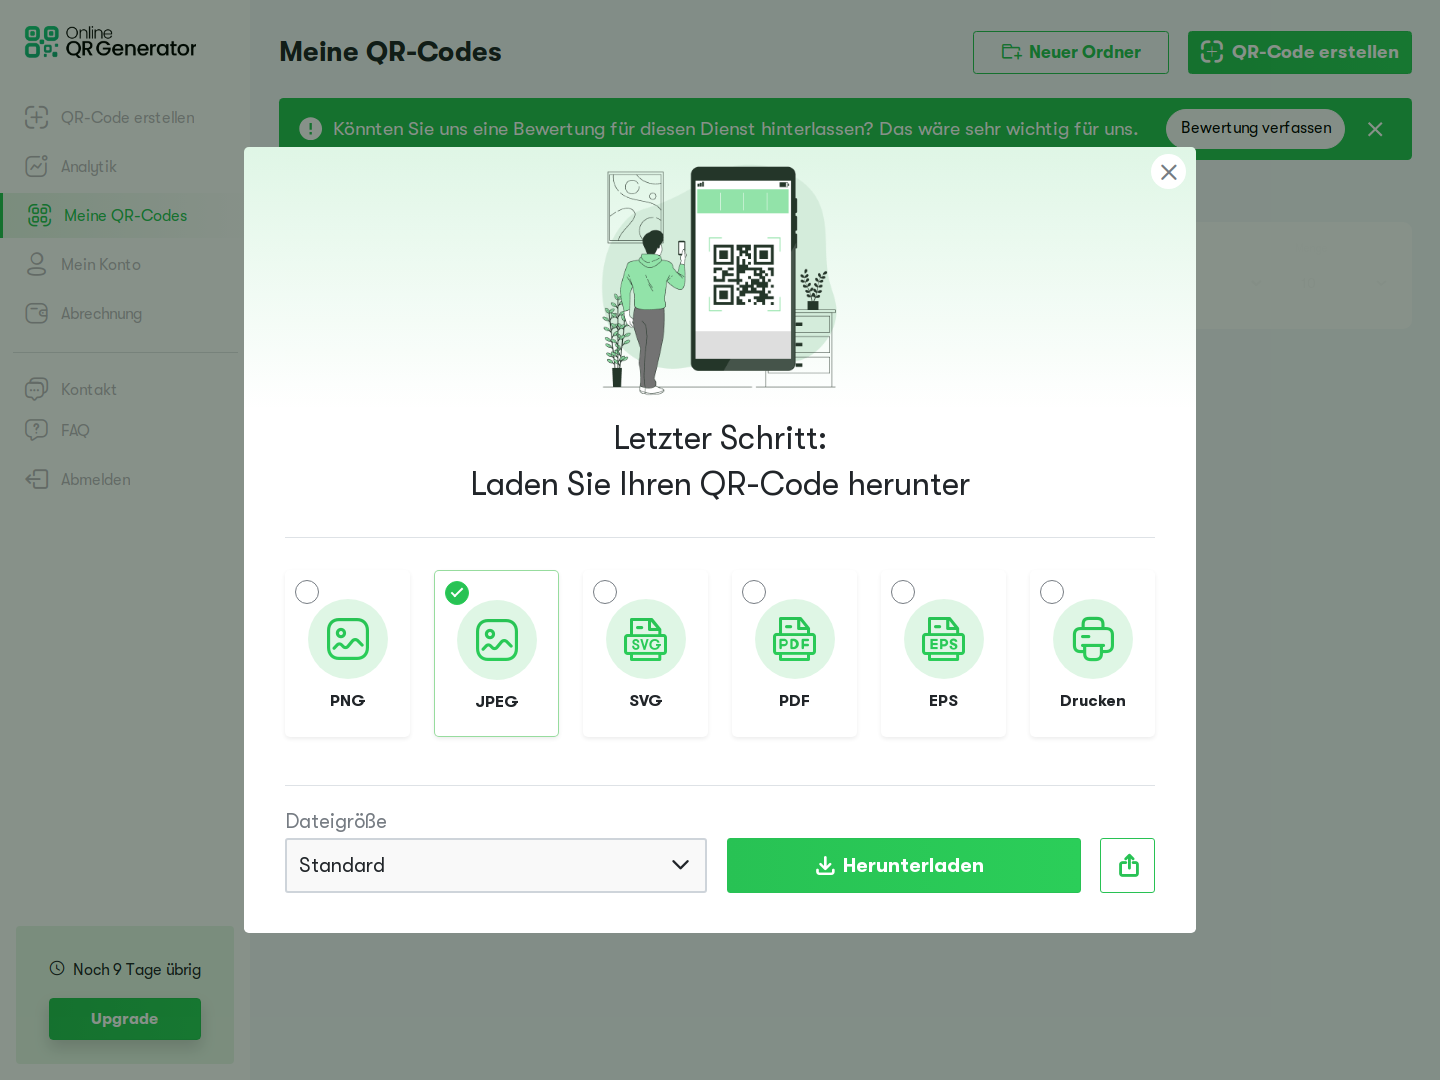 Online
QR Generator
QR-Code erstellen
Analytik
Meine QR-Codes
Mein Konto
Abrechnung
Kontakt
FAQ
Abmelden
Noch 9 Tage übrig
Upgrade
Meine QR-Codes
Neuer Ordner
QR-Code erstellen
Könnten Sie uns eine Bewertung für diesen Dienst hinterlassen? Das wäre sehr wichtig für uns.
Bewertung verfassen
Letzter Schritt:
Laden Sie Ihren QR-Code herunter
PNG
JPEG
SVG
SVG
PDF
PDF
EPS
EPS
Drucken
Dateigröße
Standard
Herunterladen